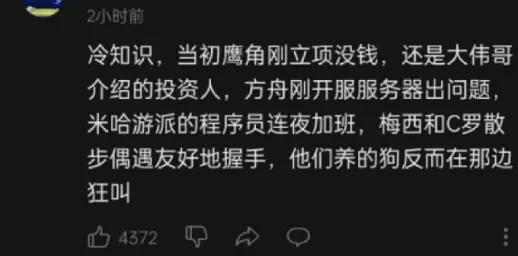 2小时前
冷知识，当初鹰角刚立项没钱，还是大伟哥
介绍的投资人，方舟刚开服服务器出问题，
米哈游派的程序员连夜加班，梅西和C罗散
步偶遇友好地握手，他们养的狗反而在那边
狂叫
4372